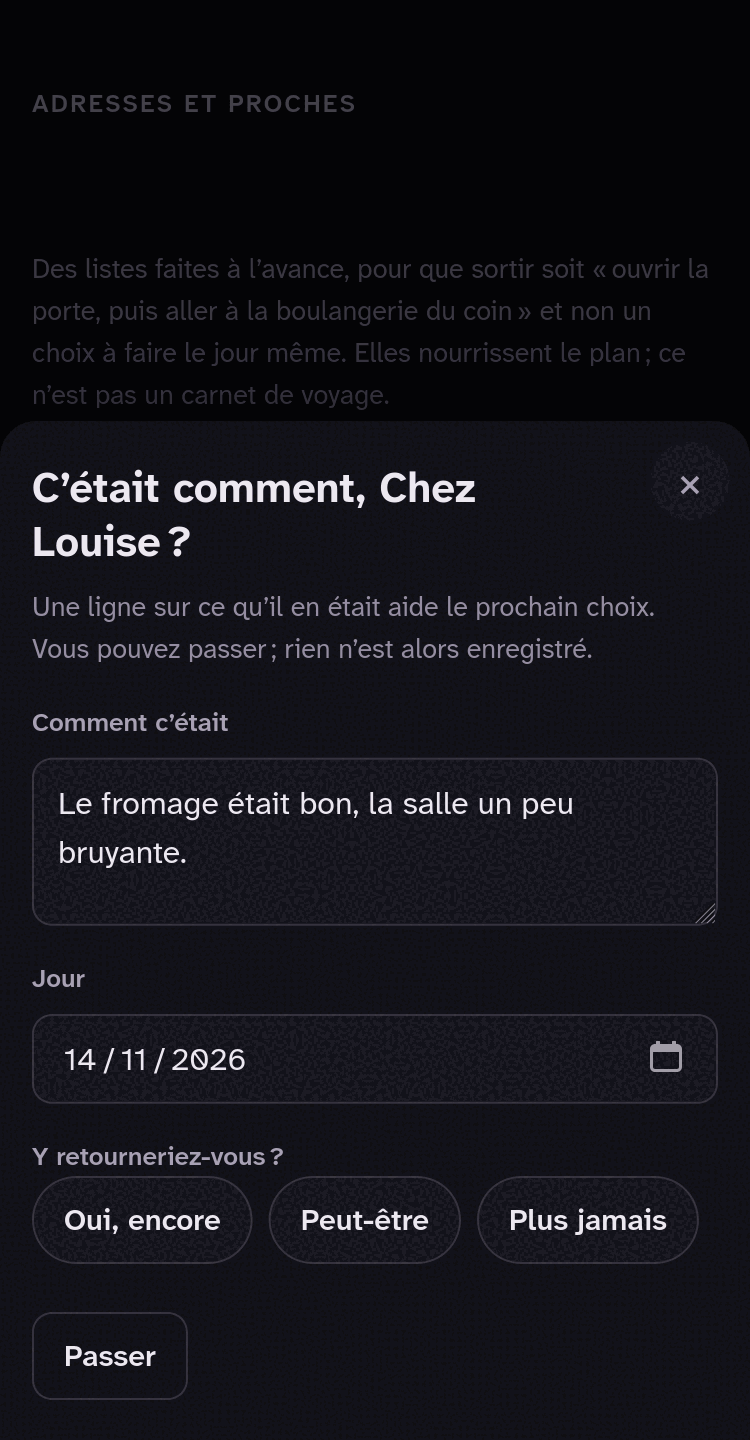 ADRESSES ET PROCHES
Des listes faites à l’avance, pour que sortir soit « ouvrir la
porte, puis aller à la boulangerie du coin » et non un
choix à faire le jour même. Elles nourrissent le plan ; ce
n’est pas un carnet de voyage.
C’était comment, Chez
Louise ?
Une ligne sur ce qu’il en était aide le prochain choix.
Vous pouvez passer ; rien n’est alors enregistré.
Comment c’était
Le fromage était bon, la salle un peu
bruyante.
Jour
14 / 11 / 2026
Y retourneriez-vous ?
Oui, encore
Peut-être
Plus jamais
Passer